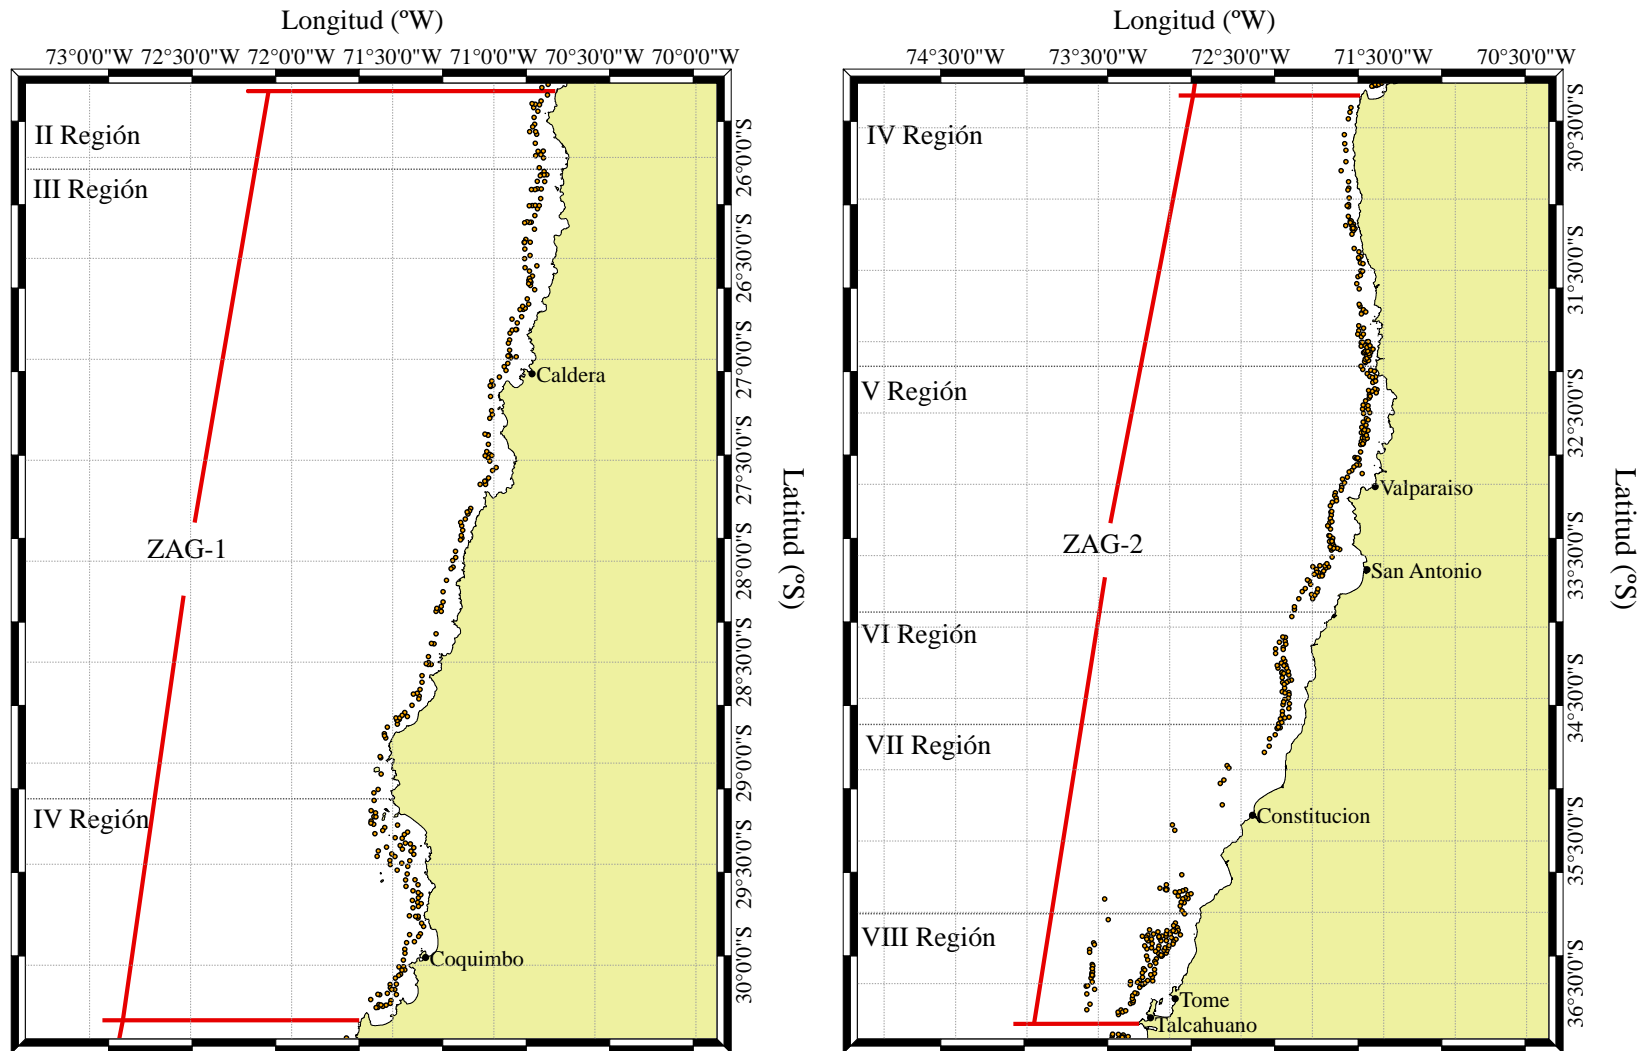 Longitud (ºW)
73°0'0"W 72°30'0"W 72°0'0"W 71°30'0"W 71°0'0"W 70°30'0"W 70°0'0"W
II Región
III Región
IV Región
ZAG-1
Caldera
Coquimbo
26°0'0"S
26°30'0"S
27°0'0"S
27°30'0"S
28°0'0"S
28°30'0"S
29°0'0"S
29°30'0"S
30°0'0"S
Latitud (ºS)
Longitud (ºW)
74°30'0"W 73°30'0"W 72°30'0"W 71°30'0"W 70°30'0"W
IV Región
V Región
VI Región
VII Región
VIII Región
ZAG-2
Valparaiso
San Antonio
Constitucion
Tome
Talcahuano
30°30'0"S
31°30'0"S
32°30'0"S
33°30'0"S
34°30'0"S
35°30'0"S
36°30'0"S
Latitud (ºS)